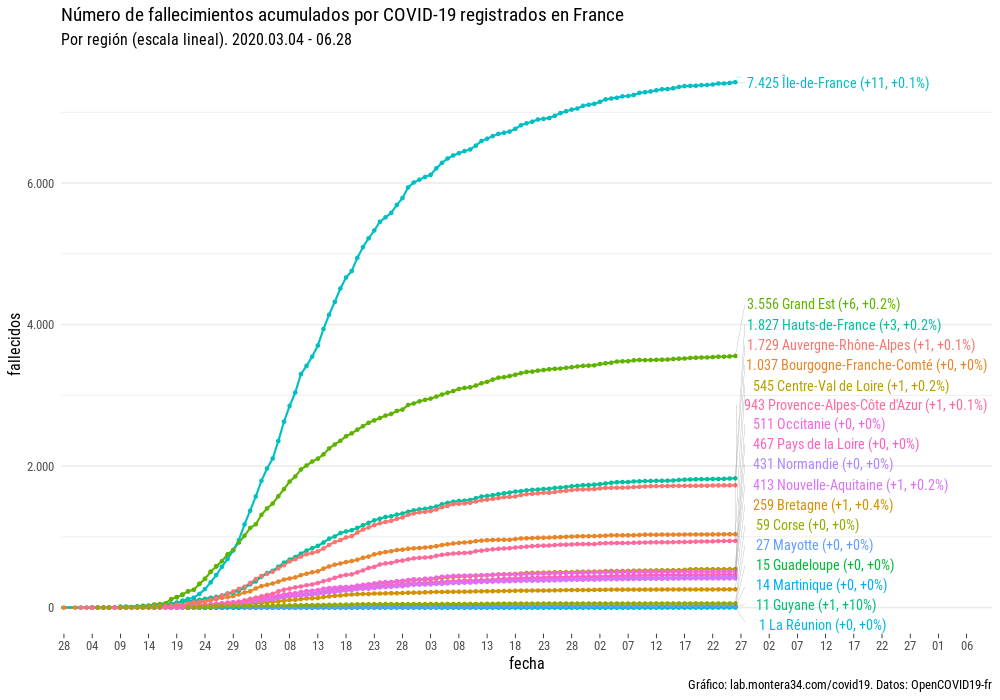 Número de fallecimientos acumulados por COVID-19 registrados en France
Por región (escala lineal). 2020.03.04 - 06.28
fallecidos
6.000
4.000
2.000
0
7.425 Île-de-France (+11, +0.1%)
3.556 Grand Est (+6, +0.2%)
1.827 Hauts-de-France (+3, +0.2%)
1.729 Auvergne-Rhône-Alpes (+1, +0.1%)
1.037 Bourgogne-Franche-Comté (+0, +0%)
545 Centre-Val de Loire (+1, +0.2%)
943 Provence-Alpes-Côte d'Azur (+1, +0.1%)
511 Occitanie (+0, +0%)
467 Pays de la Loire (+0, +0%)
431 Normandie (+0, +0%)
413 Nouvelle-Aquitaine (+1, +0.2%)
259 Bretagne (+1, +0.4%)
59 Corse (+0, +0%)
27 Mayotte (+0, +0%)
15 Guadeloupe (+0, +0%)
14 Martinique (+0, +0%)
11 Guyane (+1, +10%)
1 La Réunion (+0, +0%)
28 04 09 14 19 24 29 03 08 13 18 23 28 03 08 13 18 23 28 02 07 12 17 22 27 02 07 12 17 22 27 01 06
fecha
Gráfico: lab.montera34.com/covid19. Datos: OpenCOVID19-fr